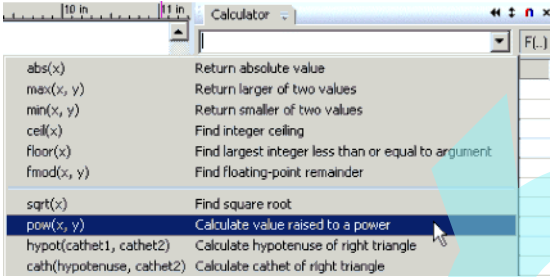 10 in 11 in Calculator
F(..)
abs(x) Return absolute value
max(x, y) Return larger of two values
min(x, y) Return smaller of two values
ceil(x) Find integer ceiling
floor(x) Find largest integer less than or equal to argument
fmod(x, y) Find floating-point remainder
sqrt(x) Find square root
pow(x, y) Calculate value raised to a power
hypot(cathet1, cathet2) Calculate hypotenuse of right triangle
cath(hypotenuse, cathet2) Calculate cathet of right triangle